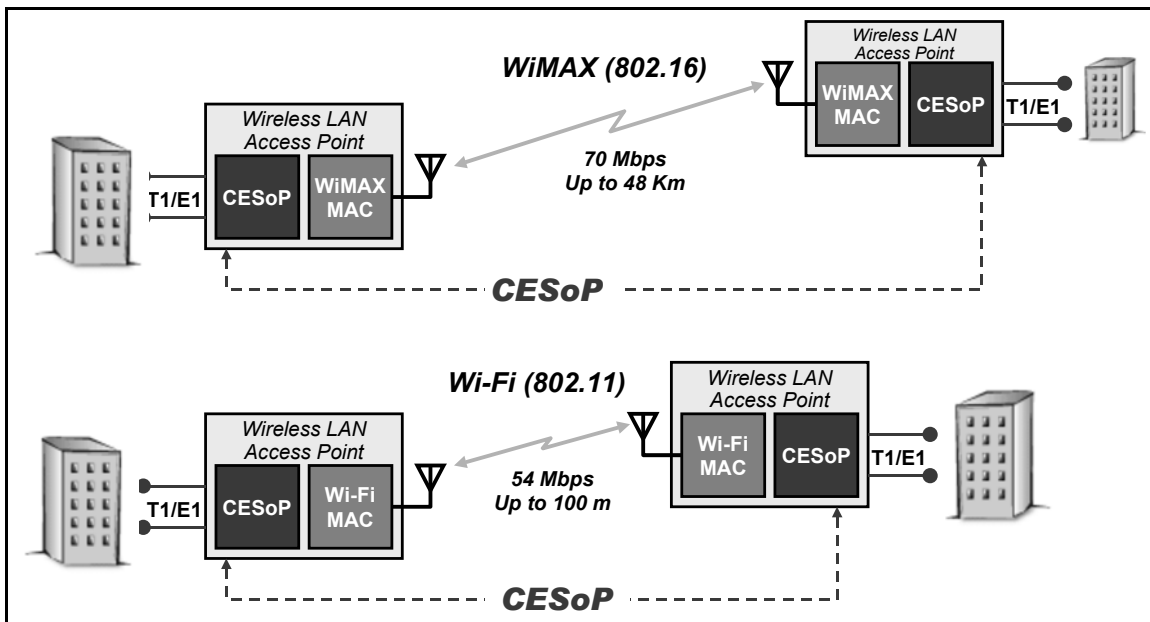 Wireless LAN
Access Point
WiMAX (802.16)
WiMAX
MAC
CESoP
T1/E1
Wireless LAN
Access Point
70 Mbps
Up to 48 Km
T1/E1
CESoP
WiMAX
MAC
CESoP
Wi-Fi (802.11)
Wireless LAN
Access Point
Wi-Fi
MAC
CESoP
T1/E1
Wireless LAN
Access Point
54 Mbps
Up to 100 m
T1/E1
CESoP
Wi-Fi
MAC
CESoP